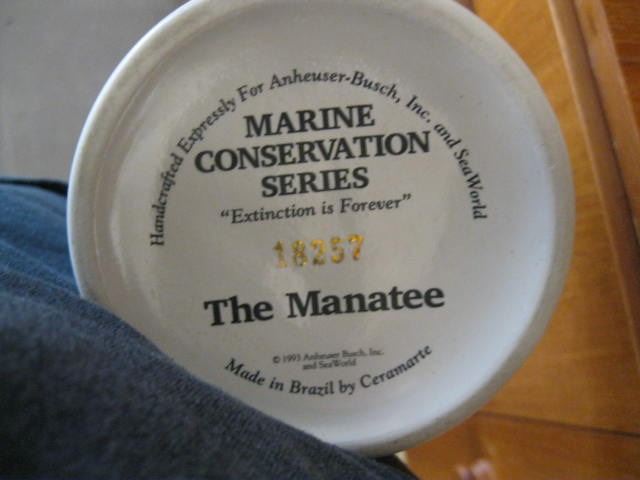 Handcrafted Expressly For Anheuser-Busch, Inc. and SeaWorld
MARINE
CONSERVATION
SERIES
“Extinction is Forever”
18257
The Manatee
© 1993 Anheuser Busch, Inc.
and SeaWorld
Made in Brazil by Ceramarte